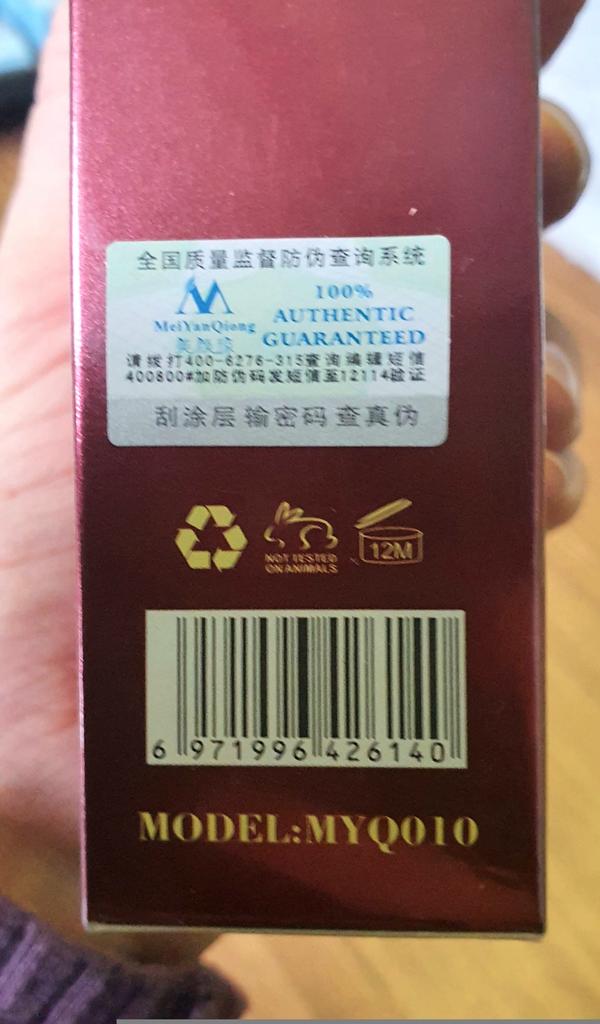 全国质量监督防伪查询系统
MeiYanQiong
100%
AUTHENTIC
GUARANTEED
请拨打400-6276-315查询编辑短信
400800#加防伪码发短信至12114验证
刮涂层 输密码 查真伪
NOT TESTED
ON ANIMALS
12M
6 971996 426140
MODEL:MYQ010